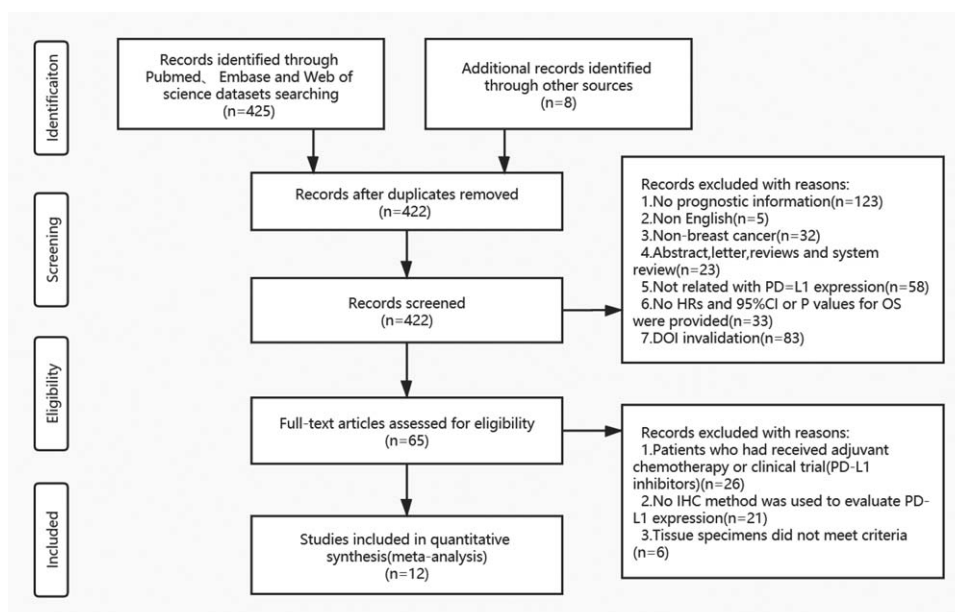 Identificaiton
Records identified through
Pubmed、 Embase and Web of
science datasets searching
(n=425)
Additional records identified
through other sources
(n=8)
Screening
Records after duplicates removed
(n=422)
Records screened
(n=422)
Records excluded with reasons:
1.No prognostic information(n=123)
2.Non English(n=5)
3.Non-breast cancer(n=32)
4.Abstract,letter,reviews and system
review(n=23)
5.Not related with PD=L1 expression(n=58)
6.No HRs and 95%CI or P values for OS
were provided(n=33)
7.DOI invalidation(n=83)
Eligibility
Full-text articles assessed for eligibility
(n=65)
Records excluded with reasons:
1.Patients who had received adjuvant
chemotherapy or clinical trial(PD-L1
inhibitors)(n=26)
2.No IHC method was used to evaluate PD-
L1 expression(n=21)
3.Tissue specimens did not meet criteria
(n=6)
Included
Studies included in quantitative
synthesis(meta-analysis)
(n=12)